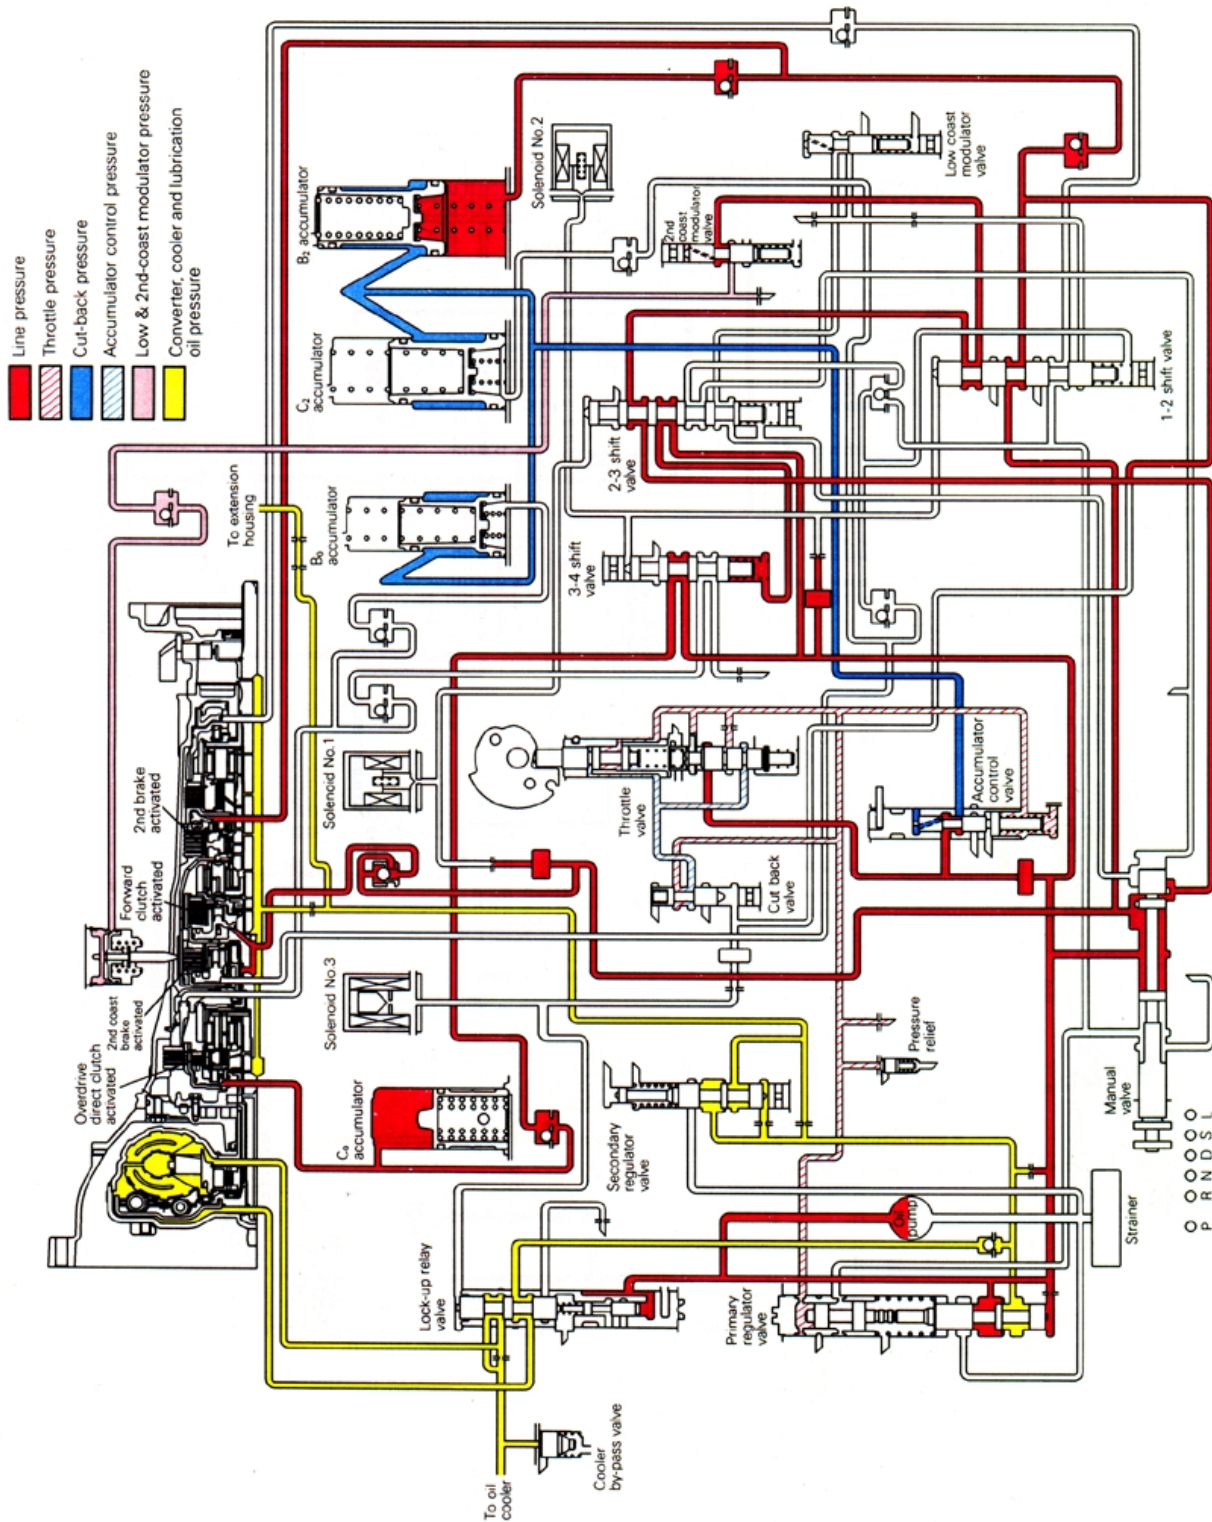 Line pressure
Throttle pressure
Cut-back pressure
Accumulator control pressure
Low & 2nd-coast modulator pressure
Converter, cooler and lubrication
oil pressure
B₂ accumulator
C₂
accumulator
To extension
housing
B₀
accumulator
Solenoid No.2
2nd
coast
modulator
valve
Low coast
modulator
valve
2-3 shift
valve
1-2 shift valve
3-4 shift
valve
2nd brake
activated
Forward
clutch
activated
2nd coast
brake
activated
Overdrive
direct clutch
activated
Solenoid No.1
Throttle
valve
Accumulator
control
valve
Cut back
valve
Solenoid No.3
C₀
accumulator
Secondary
regulator
valve
Pressure
relief
Manual
valve
P R N D S L
Oil
pump
Strainer
Lock-up relay
valve
Primary
regulator
valve
To oil
cooler
Cooler
by-pass valve